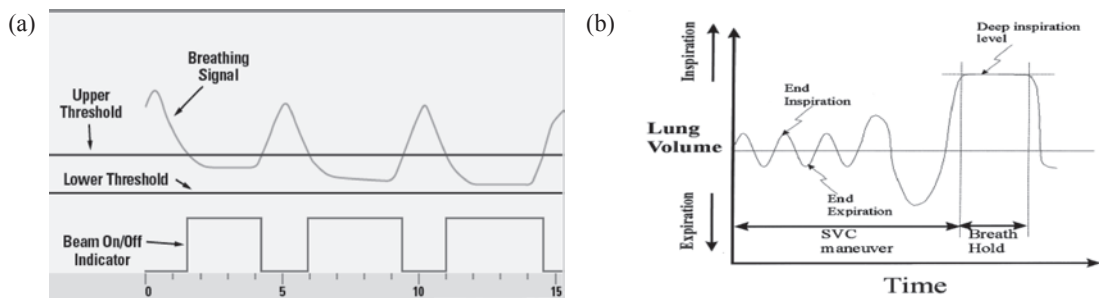 (a)
Breathing
Signal
Upper
Threshold
Lower Threshold
Beam On/Off
Indicator
0
5
10
15
(b)
Inspiration
Lung
Volume
Expiration
Deep inspiration
level
End
Inspiration
End
Expiration
SVC
maneuver
Breath
Hold
Time